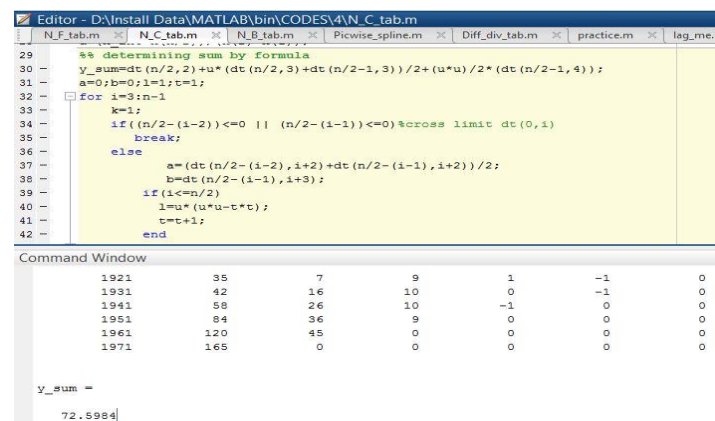 Editor - D:\Install Data\MATLAB\bin\CODES\4\N_C_tab.m
N_F_tab.m N_C_tab.m N_B_tab.m Picwise_spline.m Diff_div_tab.m practice.m lag_me.
29 %% determining sum by formula
30 - y_sum=dt(n/2,2)+u*(dt(n/2,3)+dt(n/2-1,3))/2+(u*u)/2*(dt(n/2-1,4));
31 - a=0;b=0;l=1;t=1;
32 - for i=3:n-1
33 - k=1;
34 - if((n/2-(i-2))<=0 || (n/2-(i-1))<=0)%cross limit dt(0,i)
35 - break;
36 - else
37 - a=(dt(n/2-(i-2),i+2)+dt(n/2-(i-1),i+2))/2;
38 - b=dt(n/2-(i-1),i+3);
39 - if(i<=n/2)
40 - l=u*(u*u-t*t);
41 - t=t+1;
42 - end
Command Window
1921 35 7 9 1 -1 0
1931 42 16 10 0 -1 0
1941 58 26 10 -1 0 0
1951 84 36 9 0 0 0
1961 120 45 0 0 0 0
1971 165 0 0 0 0 0
y_sum =
72.5984